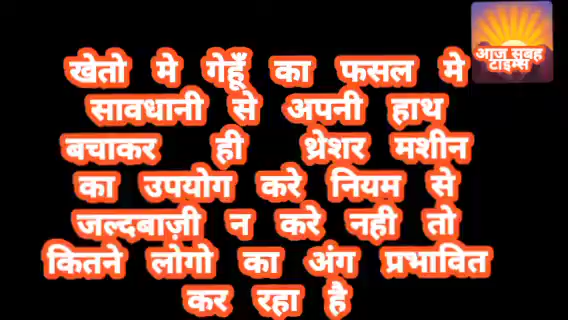 आज सुबह
टाइम्स
खेतो मे गेहूँ का फसल मे
सावधानी से अपनी हाथ
बचाकर ही थ्रेशर मशीन
का उपयोग करे नियम से
जल्दबाज़ी न करे नही तो
कितने लोगो का अंग प्रभावित
कर रहा है